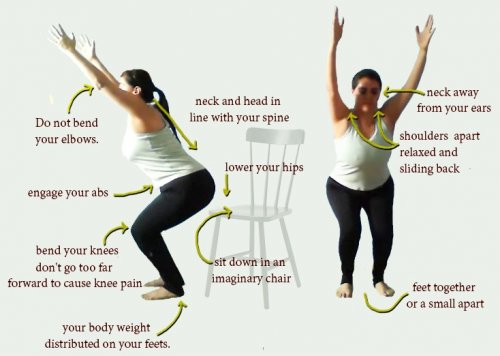 Do not bend
your elbows.
neck and head in
line with your spine
engage your abs
lower your hips
bend your knees
don't go too far
forward to cause knee pain
sit down in an
imaginary chair
your body weight
distributed on your feets.
neck away
from your ears
shoulders apart
relaxed and
sliding back
feet together
or a small apart